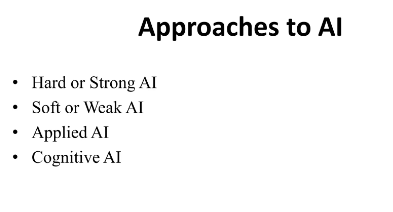 Approaches to AI
• Hard or Strong AI
• Soft or Weak AI
• Applied AI
• Cognitive AI